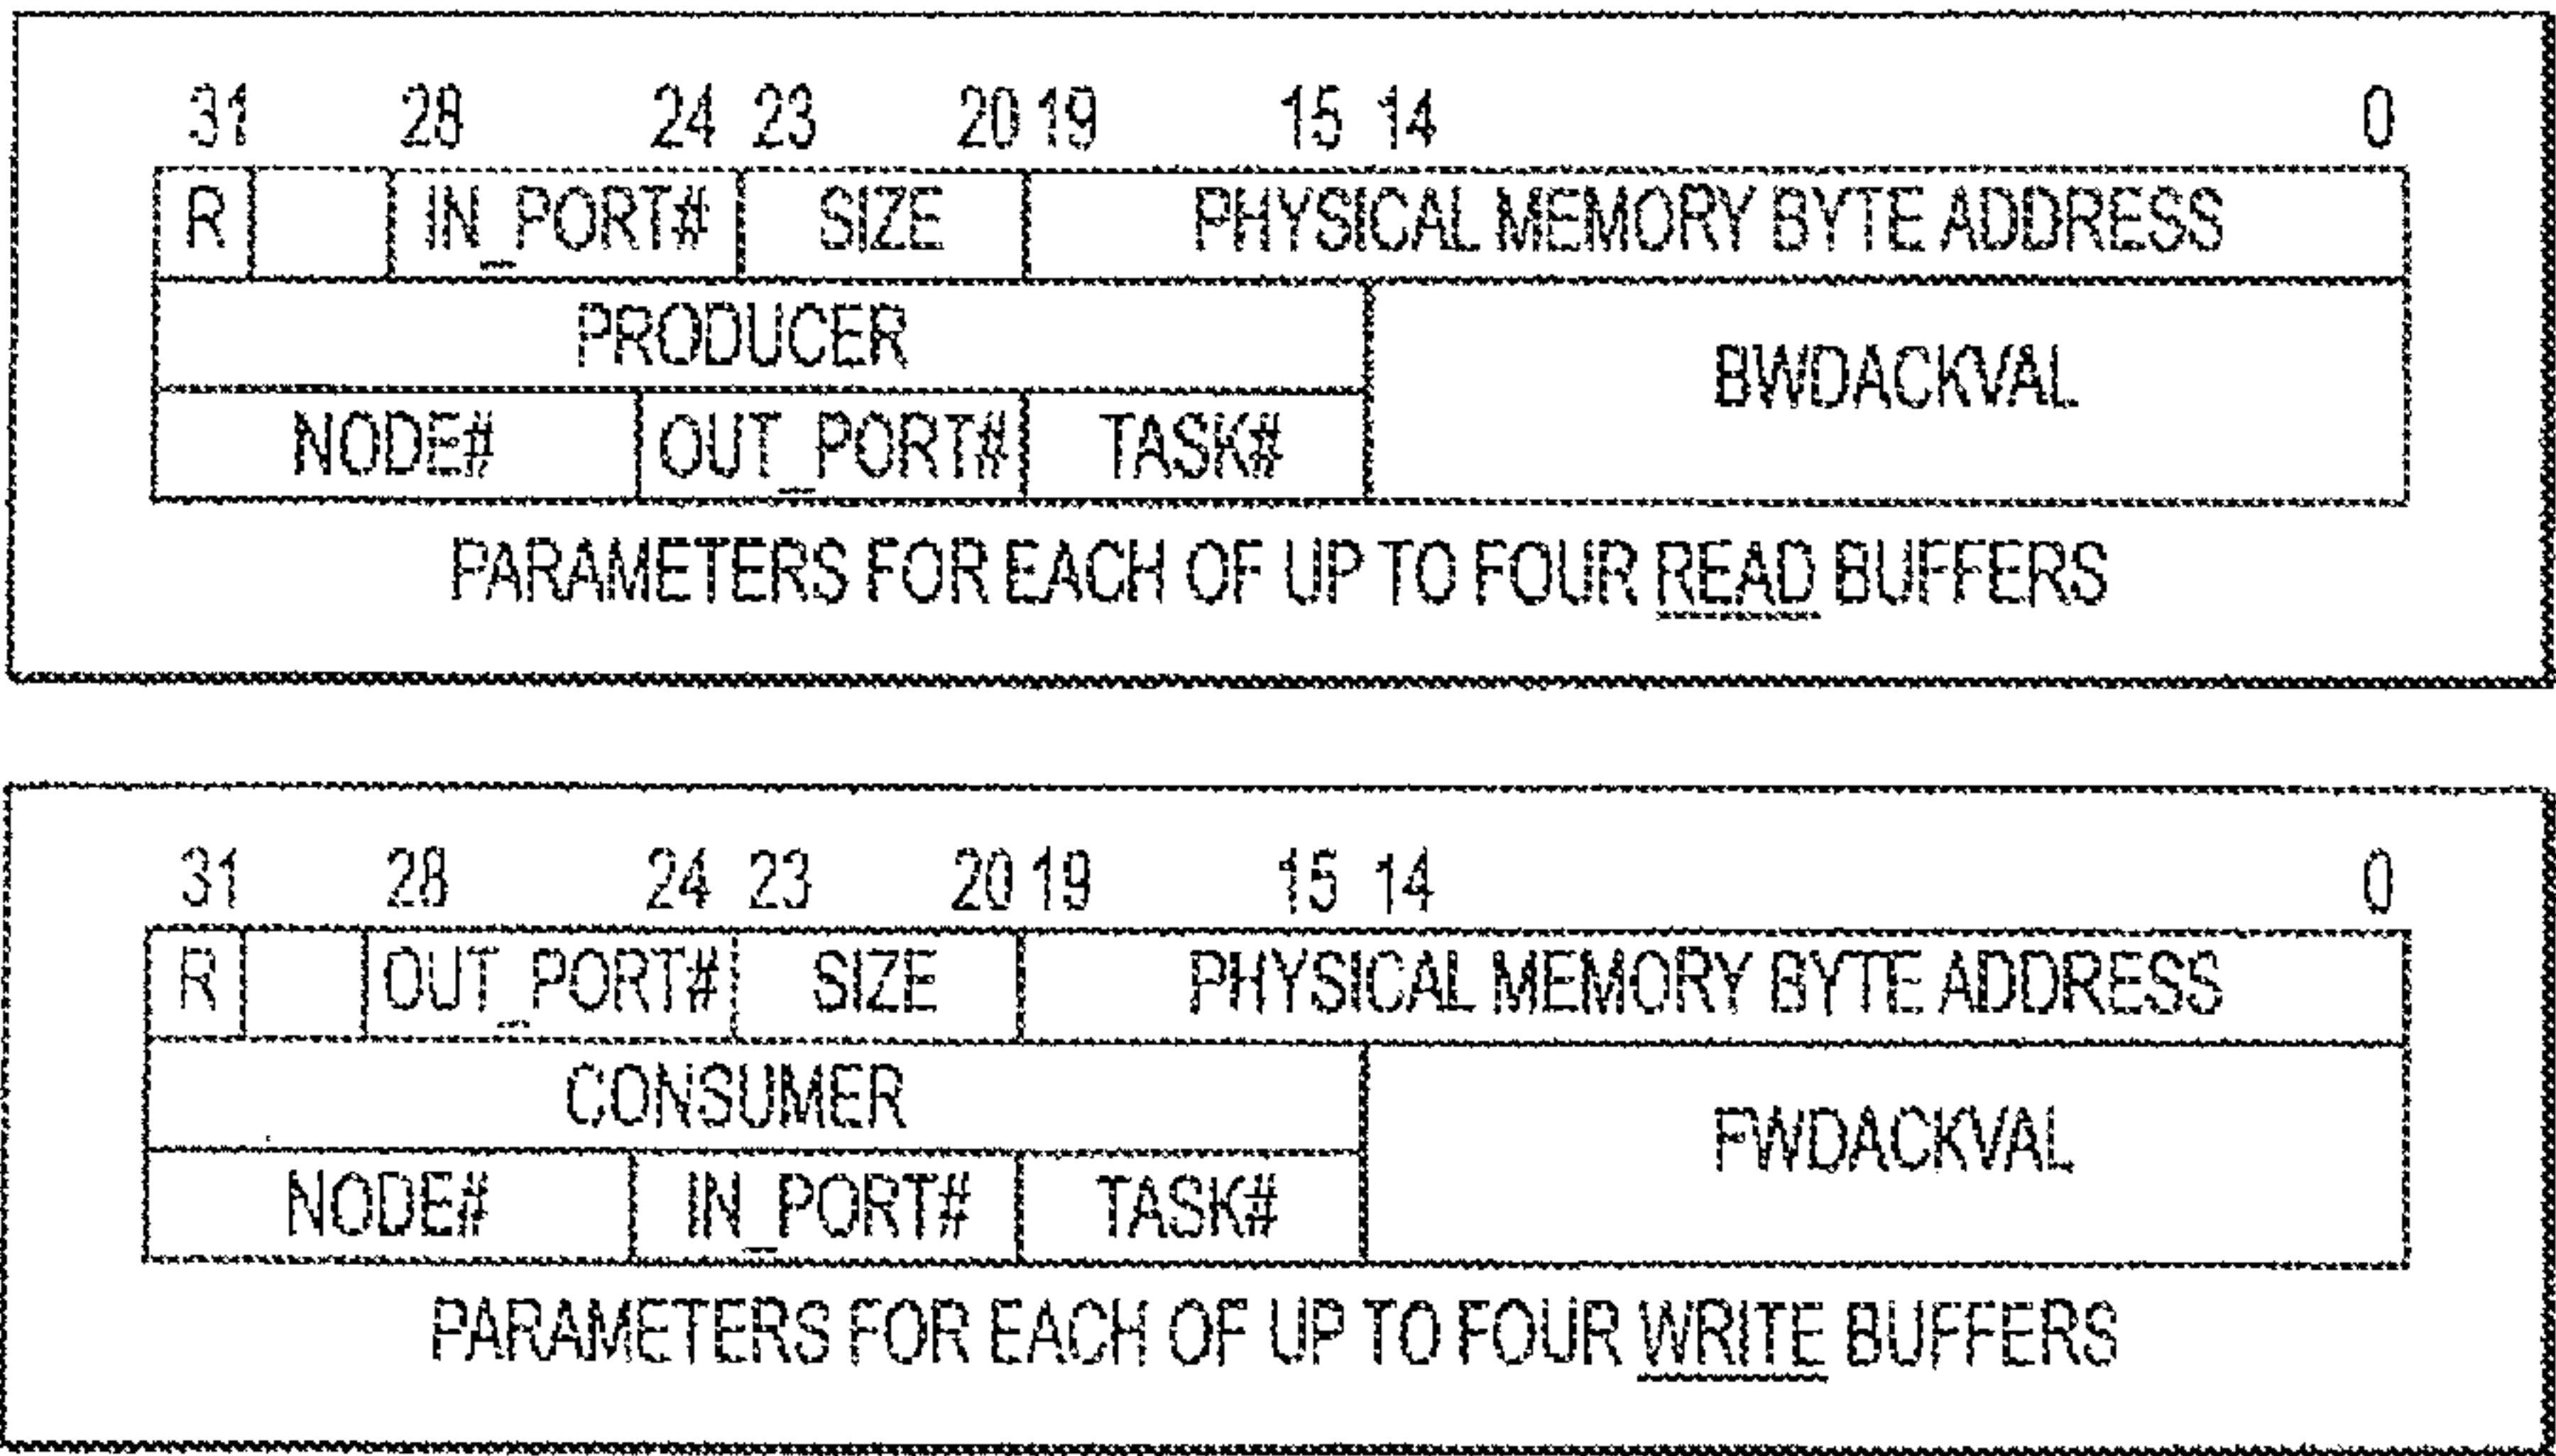 31 28 24 23 20 19 15 14 0
R IN_PORT# SIZE PHYSICAL MEMORY BYTE ADDRESS
PRODUCER
BWDACKVAL
NODE# OUT_PORT# TASK#
PARAMETERS FOR EACH OF UP TO FOUR READ BUFFERS
31 28 24 23 20 19 15 14 0
R OUT_PORT# SIZE PHYSICAL MEMORY BYTE ADDRESS
CONSUMER
FWDACKVAL
NODE# IN_PORT# TASK#
PARAMETERS FOR EACH OF UP TO FOUR WRITE BUFFERS